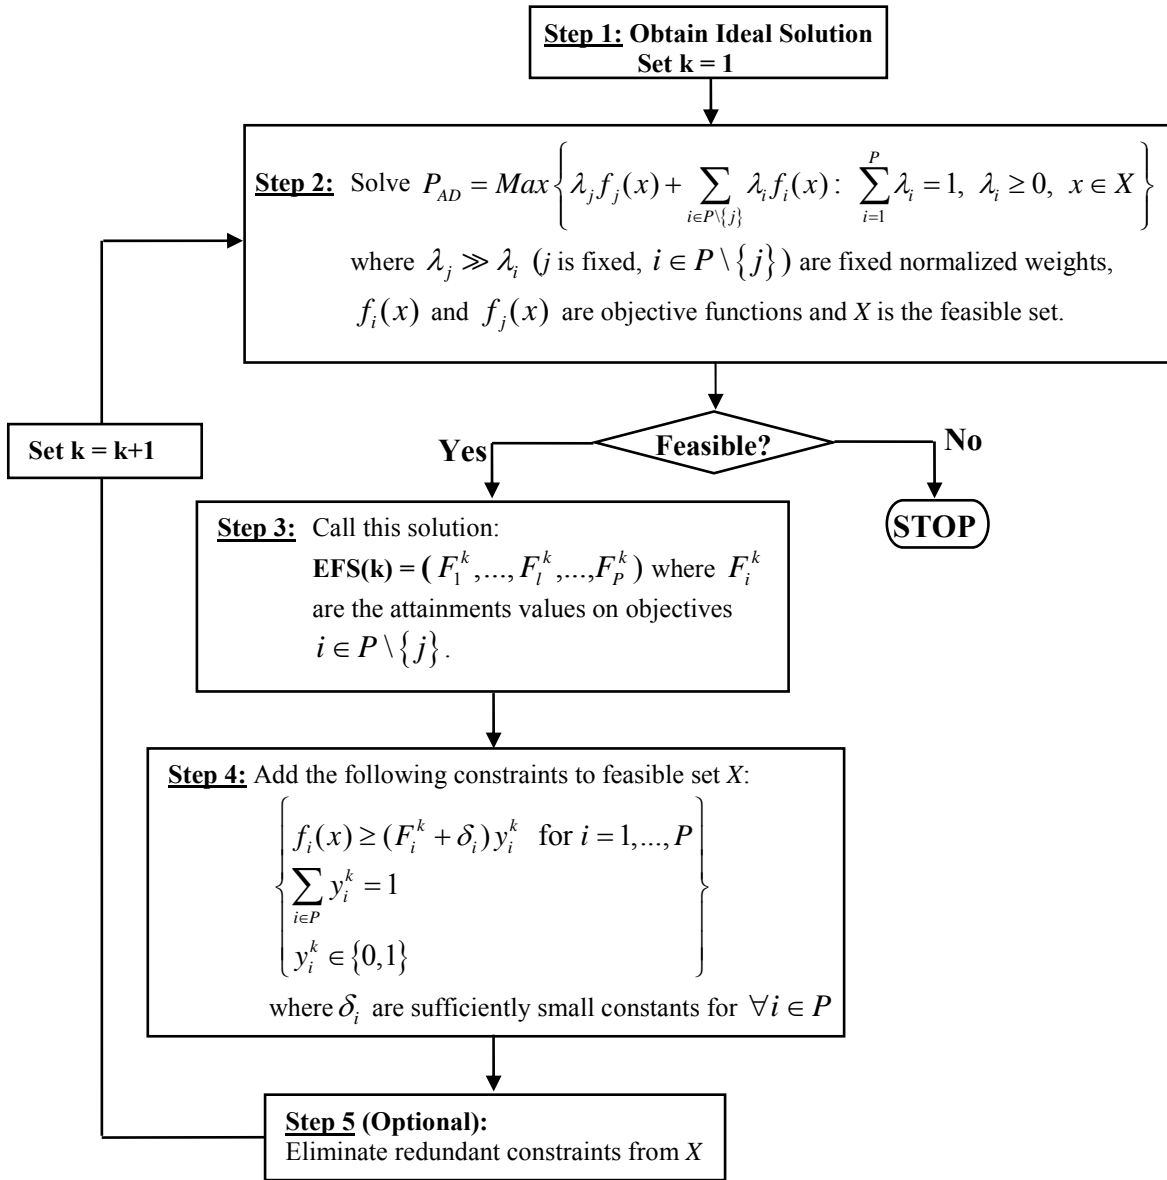 Step 1: Obtain Ideal Solution
Set k = 1
Step 2: Solve P_{AD} = Max{λ_j f_j(x) + ∑_{i∈P\{j}} λ_i f_i(x): ∑_{i=1}^{P} λ_i = 1, λ_i ≥ 0, x ∈ X}
where λ_j ≫ λ_i (j is fixed, i ∈ P \ {j}) are fixed normalized weights,
f_i(x) and f_j(x) are objective functions and X is the feasible set.
Set k = k+1
Yes
Feasible?
No
STOP
Step 3: Call this solution:
EFS(k) = (F_1^k,..., F_l^k,..., F_P^k) where F_i^k
are the attainments values on objectives
i ∈ P \ {j}.
Step 4: Add the following constraints to feasible set X:
f_i(x) ≥ (F_i^k + δ_i) y_i^k for i = 1,..., P
∑_{i∈P} y_i^k = 1
y_i^k ∈ {0,1}
where δ_i are sufficiently small constants for ∀i ∈ P
Step 5 (Optional):
Eliminate redundant constraints from X